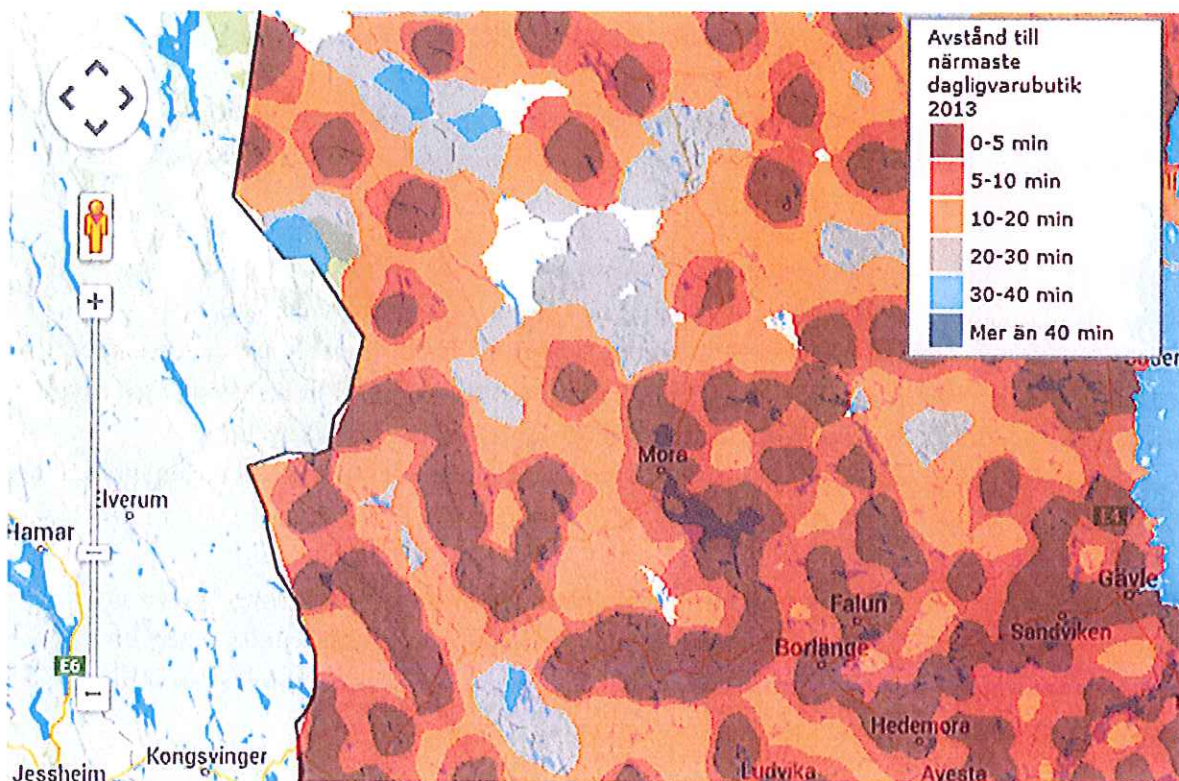 Avstånd till
närmaste
dagligvarubutik
2013
0-5 min
5-10 min
10-20 min
20-30 min
30-40 min
Mer än 40 min
Mora
Elverum
Hamar
E4
Gävle
Falun
Sandviken
Borlänge
E6
Hedemora
Kongsvinger
Jessheim
Ludvika
Avesta